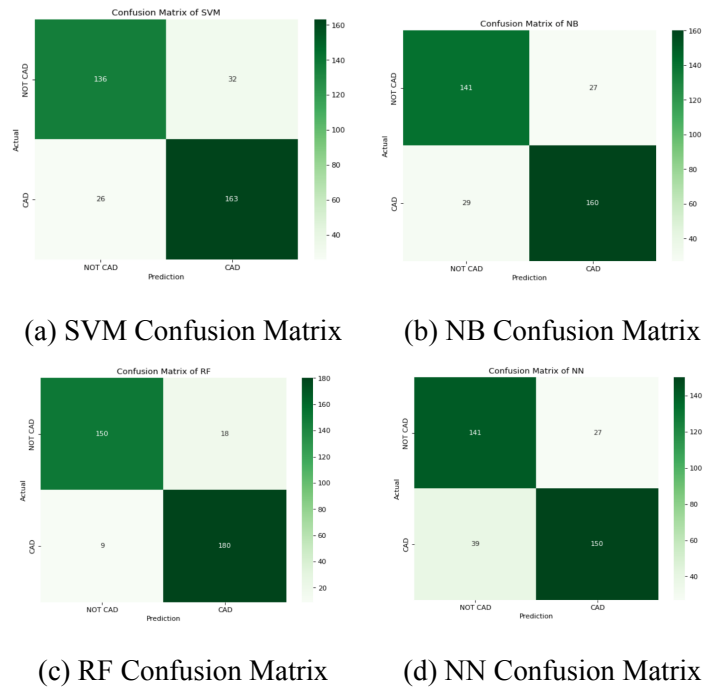 Confusion Matrix of SVM
NOT CAD
CAD
Actual
136
32
26
163
NOT CAD
CAD
Prediction
160
140
120
100
80
60
40
(a) SVM Confusion Matrix
Confusion Matrix of NB
NOT CAD
CAD
Actual
141
27
29
160
NOT CAD
CAD
Prediction
160
140
120
100
80
60
40
(b) NB Confusion Matrix
Confusion Matrix of RF
NOT CAD
CAD
Actual
150
18
9
180
NOT CAD
CAD
Prediction
180
160
140
120
100
80
60
40
20
(c) RF Confusion Matrix
Confusion Matrix of NN
NOT CAD
CAD
Actual
141
27
39
150
NOT CAD
CAD
Prediction
140
120
100
80
60
40
(d) NN Confusion Matrix